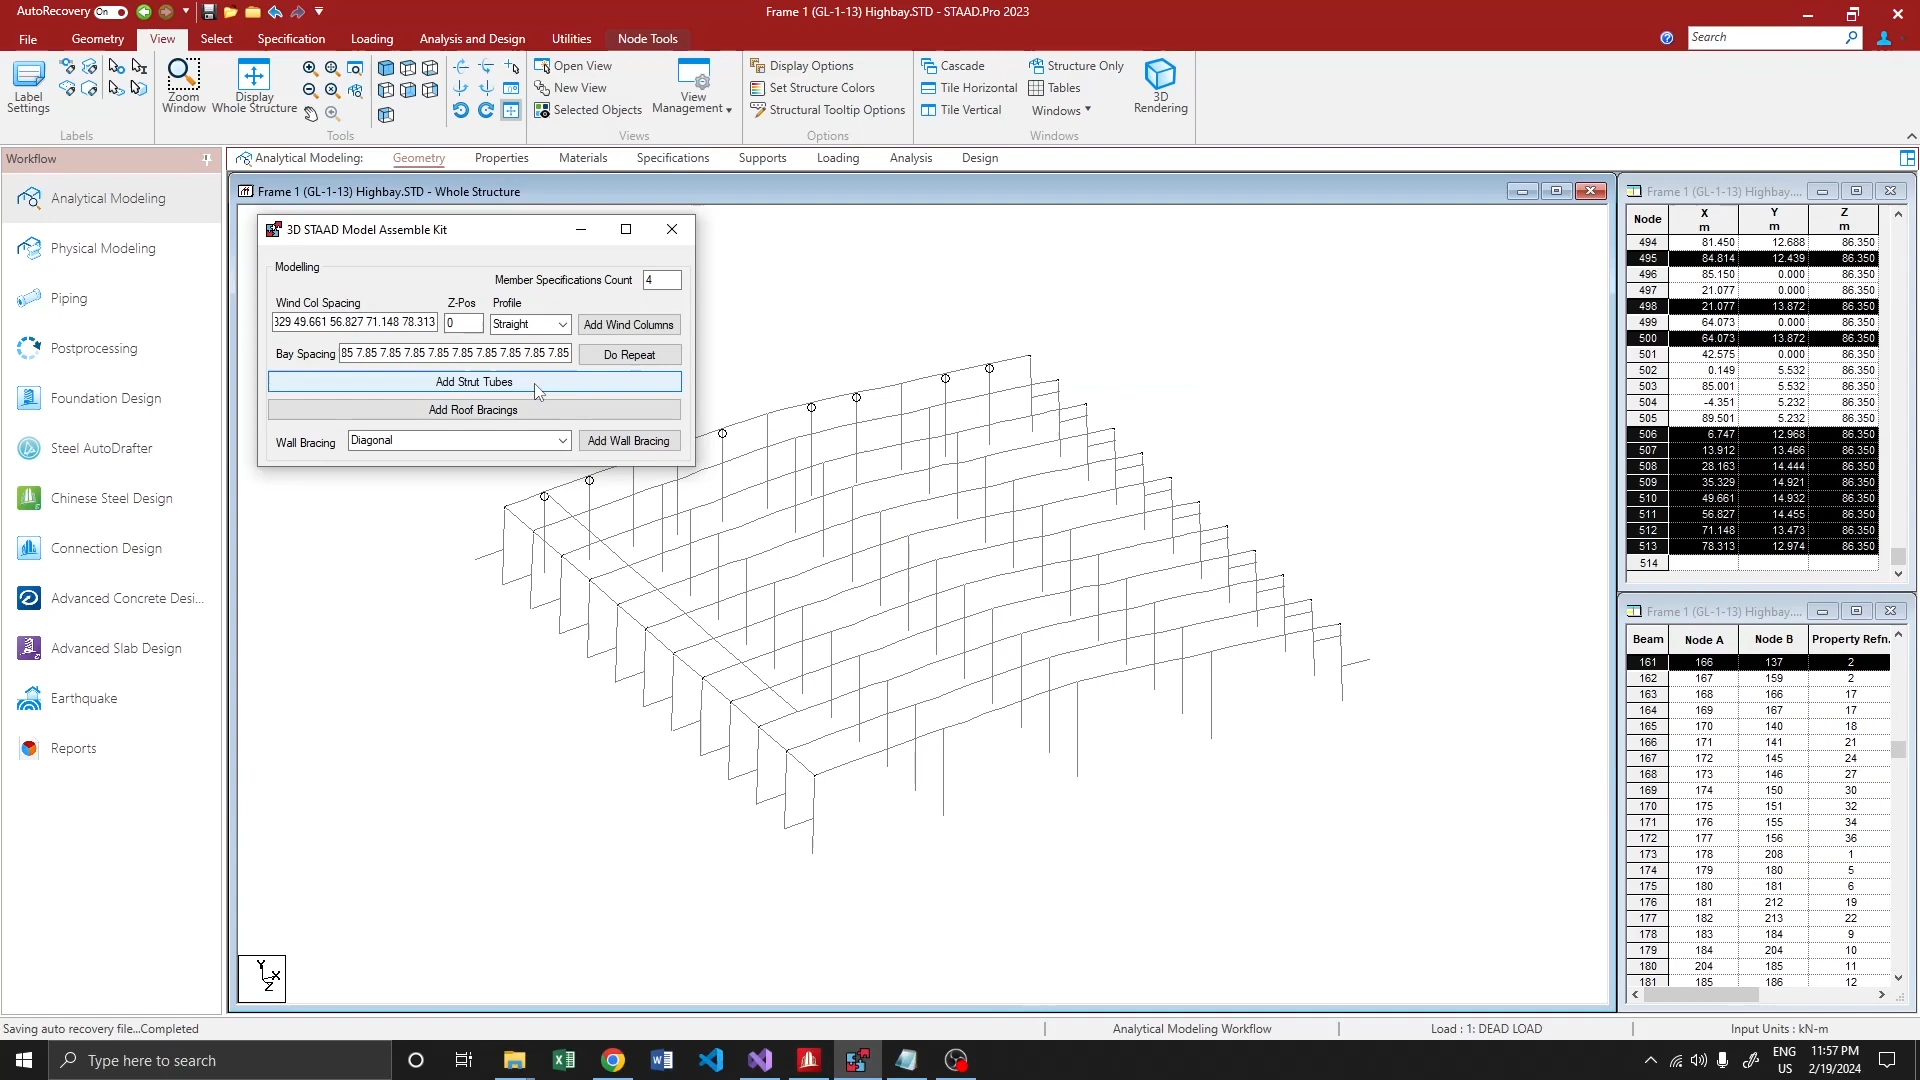 AutoRecovery On
Frame 1 (GL-1-13) Highbay.STD - STAAD.Pro 2023
File Geometry View Select Specification Loading Analysis and Design Utilities Node Tools
Search
Label Settings
Labels
Zoom Window
Display Whole Structure
Tools
Open View
New View
Selected Objects
View Management
Views
Display Options
Set Structure Colors
Structural Tooltip Options
Options
Cascade
Tile Horizontal
Tile Vertical
Structure Only
Tables
Windows
3D Rendering
Windows
Workflow
Analytical Modeling: Geometry Properties Materials Specifications Supports Loading Analysis Design
Analytical Modeling
Physical Modeling
Piping
Postprocessing
Foundation Design
Steel AutoDrafter
Chinese Steel Design
Connection Design
Advanced Concrete Desi...
Advanced Slab Design
Earthquake
Reports
Frame 1 (GL-1-13) Highbay.STD - Whole Structure
3D STAAD Model Assemble Kit
Modelling
Member Specifications Count 4
Wind Col Spacing Z-Pos Profile
329 49.661 56.827 71.148 78.313 0 Straight Add Wind Columns
Bay Spacing 85 7.85 7.85 7.85 7.85 7.85 7.85 7.85 7.85 7.85 Do Repeat
Add Strut Tubes
Add Roof Bracings
Wall Bracing Diagonal Add Wall Bracing
Y
X
Z
Frame 1 (GL-1-13) Highbay....
Node X m Y m Z m
494 81.450 12.688 86.350
495 84.814 12.439 86.350
496 85.150 0.000 86.350
497 21.077 0.000 86.350
498 21.077 13.872 86.350
499 64.073 0.000 86.350
500 64.073 13.872 86.350
501 42.575 0.000 86.350
502 0.149 5.532 86.350
503 85.001 5.532 86.350
504 -4.351 5.232 86.350
505 89.501 5.232 86.350
506 6.747 12.968 86.350
507 13.912 13.466 86.350
508 28.163 14.444 86.350
509 35.329 14.921 86.350
510 49.661 14.932 86.350
511 56.827 14.455 86.350
512 71.148 13.473 86.350
513 78.313 12.974 86.350
514
Frame 1 (GL-1-13) Highbay....
Beam Node A Node B Property Refn.
161 166 137 2
162 167 159 2
163 168 166 17
164 169 167 17
165 170 140 18
166 171 141 21
167 172 145 24
168 173 146 27
169 174 150 30
170 175 151 32
171 176 155 34
172 177 156 36
173 178 208 1
174 179 180 5
175 180 181 6
176 181 212 19
177 182 213 22
178 183 184 9
179 184 204 10
180 204 185 11
181 185 186 12
Saving auto recovery file...Completed
Analytical Modeling Workflow
Load : 1: DEAD LOAD
Input Units : kN-m
Type here to search
ENG
US
11:57 PM
2/19/2024